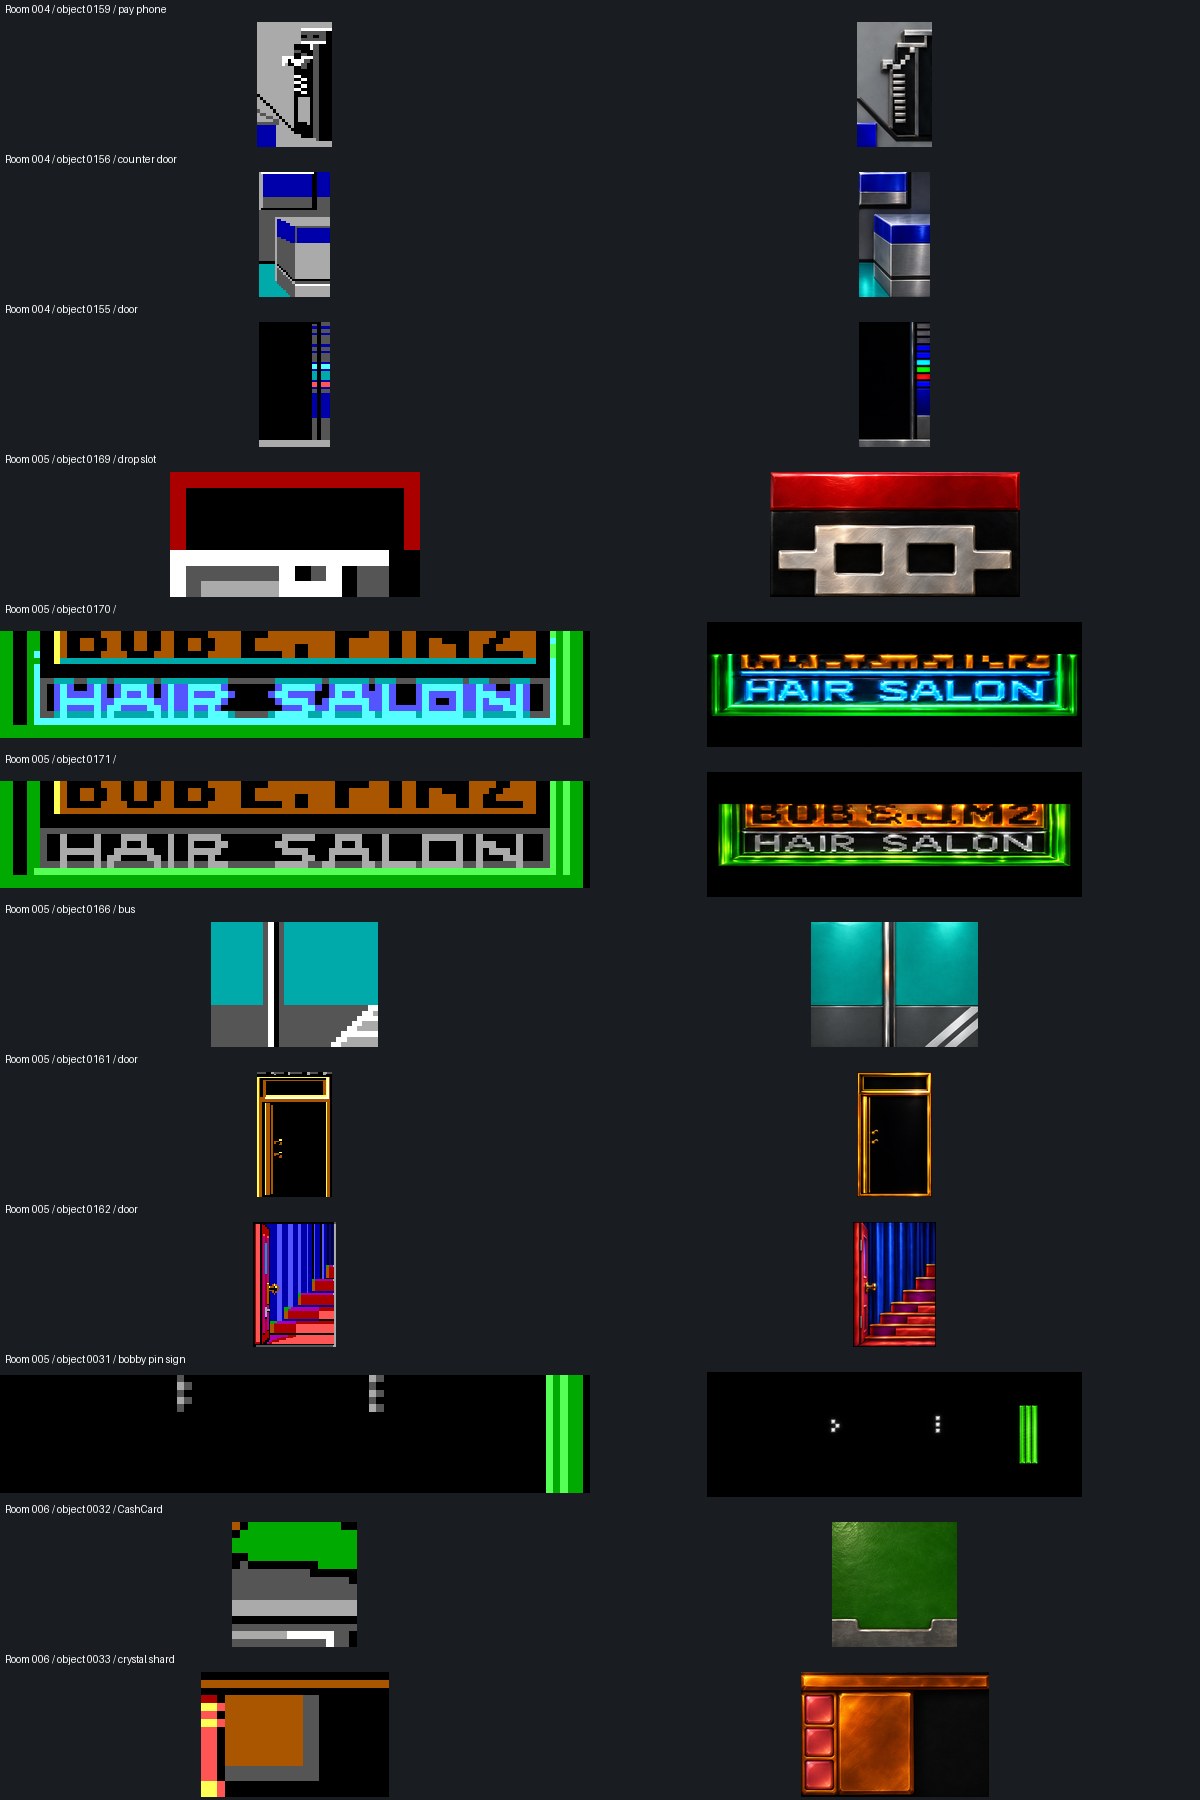 Room 004 / object 0159 / pay phone
Room 004 / object 0156 / counter door
Room 004 / object 0155 / door
Room 005 / object 0169 / drop slot
Room 005 / object 0170 /
HAIR SALON
HAIR SALON
Room 005 / object 0171 /
BOB & JIM2
HAIR SALON
HAIR SALON
Room 005 / object 0166 / bus
Room 005 / object 0161 / door
Room 005 / object 0162 / door
Room 005 / object 0031 / bobby pin sign
Room 006 / object 0032 / CashCard
Room 006 / object 0033 / crystal shard